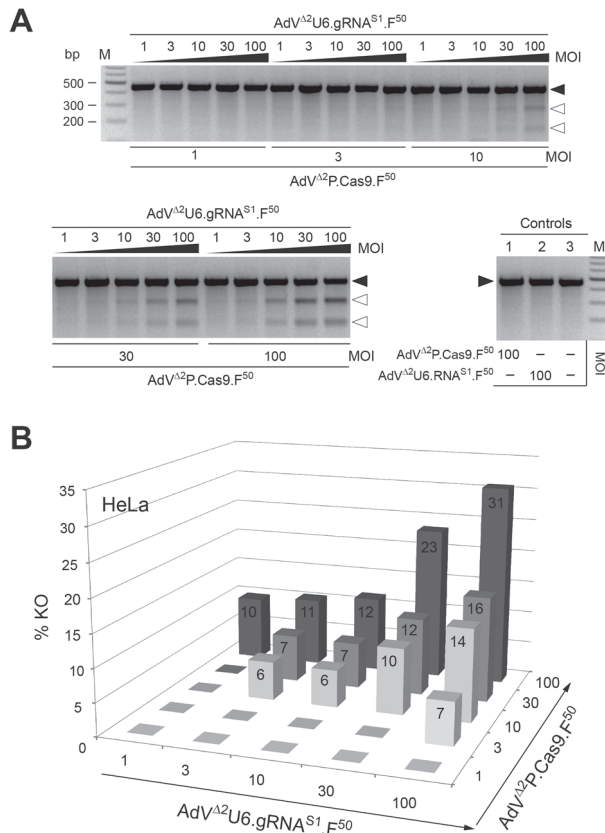 A
AdVΔ2U6.gRNAS1.F50
bp M 1 3 10 30 100 1 3 10 30 100 1 3 10 30 100 MOI
500
300
200
1 3 10 MOI
AdVΔ2P.Cas9.F50
AdVΔ2U6.gRNAS1.F50
1 3 10 30 100 1 3 10 30 100 MOI
30 100 MOI
AdVΔ2P.Cas9.F50
Controls
1 2 3 M
AdVΔ2P.Cas9.F50 100 – –
AdVΔ2U6.RNAS1.F50 – 100 –
MOI
B
HeLa
% KO
35
30
25
20
15
10
5
0
10 11 12 23 31
7 7 12 16
6 6 10 14
7
1 3 10 30 100
AdVΔ2U6.gRNAS1.F50
1 3 10 30 100
AdVΔ2P.Cas9.F50